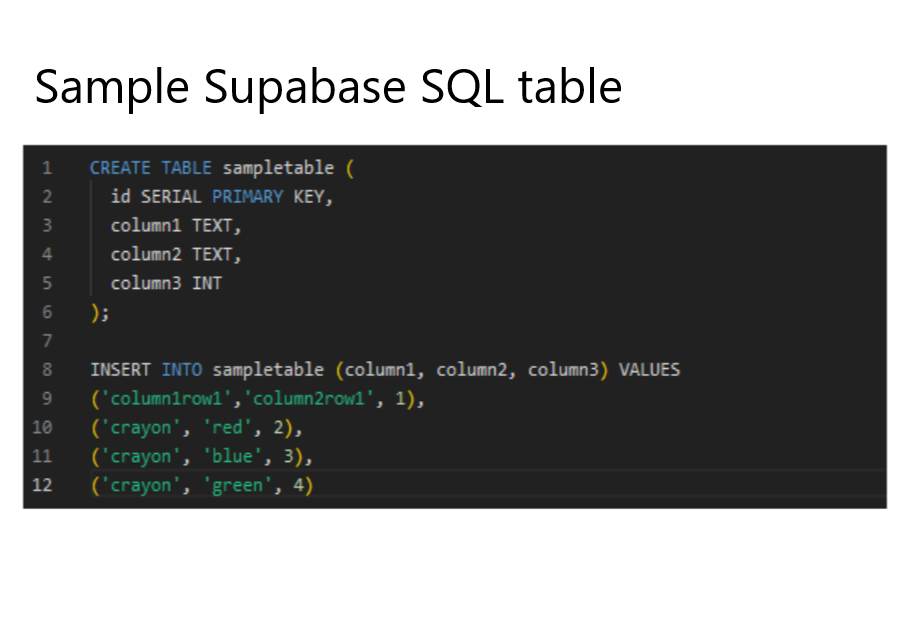 Sample Supabase SQL table
1 CREATE TABLE sampletable (
2 id SERIAL PRIMARY KEY,
3 column1 TEXT,
4 column2 TEXT,
5 column3 INT
6 );
7
8 INSERT INTO sampletable (column1, column2, column3) VALUES
9 ('column1row1','column2row1', 1),
10 ('crayon', 'red', 2),
11 ('crayon', 'blue', 3),
12 ('crayon', 'green', 4)